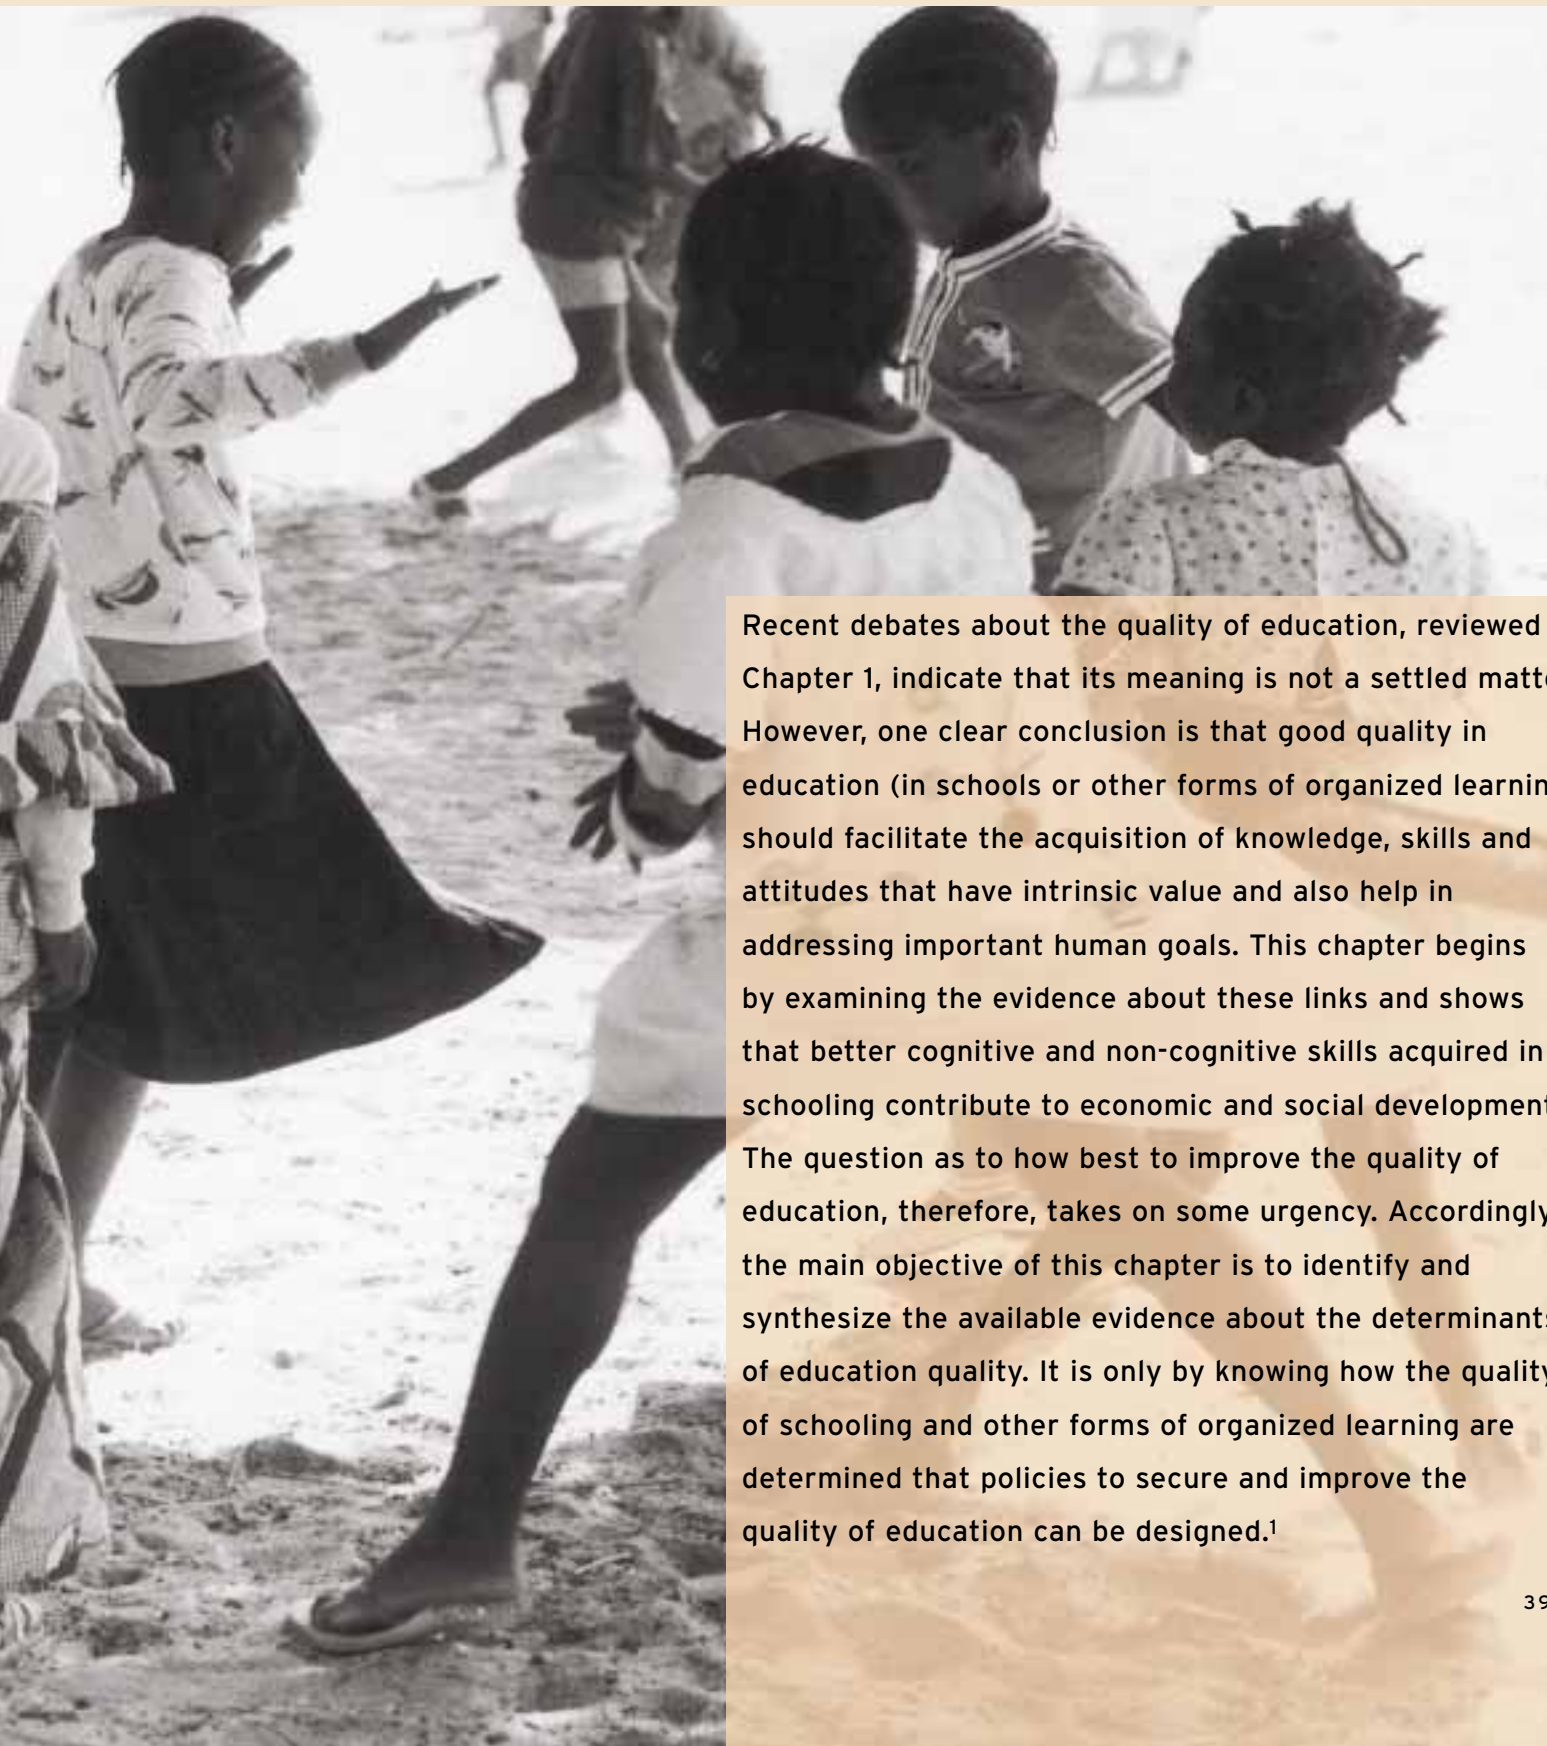 Recent debates about the quality of education, reviewed
Chapter 1, indicate that its meaning is not a settled matte
However, one clear conclusion is that good quality in
education (in schools or other forms of organized learnin
should facilitate the acquisition of knowledge, skills and
attitudes that have intrinsic value and also help in
addressing important human goals. This chapter begins
by examining the evidence about these links and shows
that better cognitive and non-cognitive skills acquired in
schooling contribute to economic and social development
The question as to how best to improve the quality of
education, therefore, takes on some urgency. Accordingly
the main objective of this chapter is to identify and
synthesize the available evidence about the determinants
of education quality. It is only by knowing how the quality
of schooling and other forms of organized learning are
determined that policies to secure and improve the
quality of education can be designed.1
39